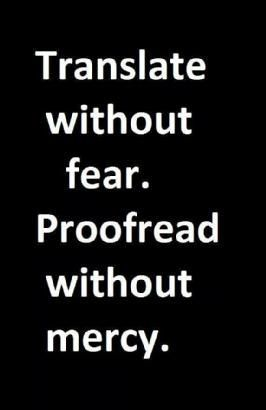 Translate
without
fear.
Proofread
without
mercy.